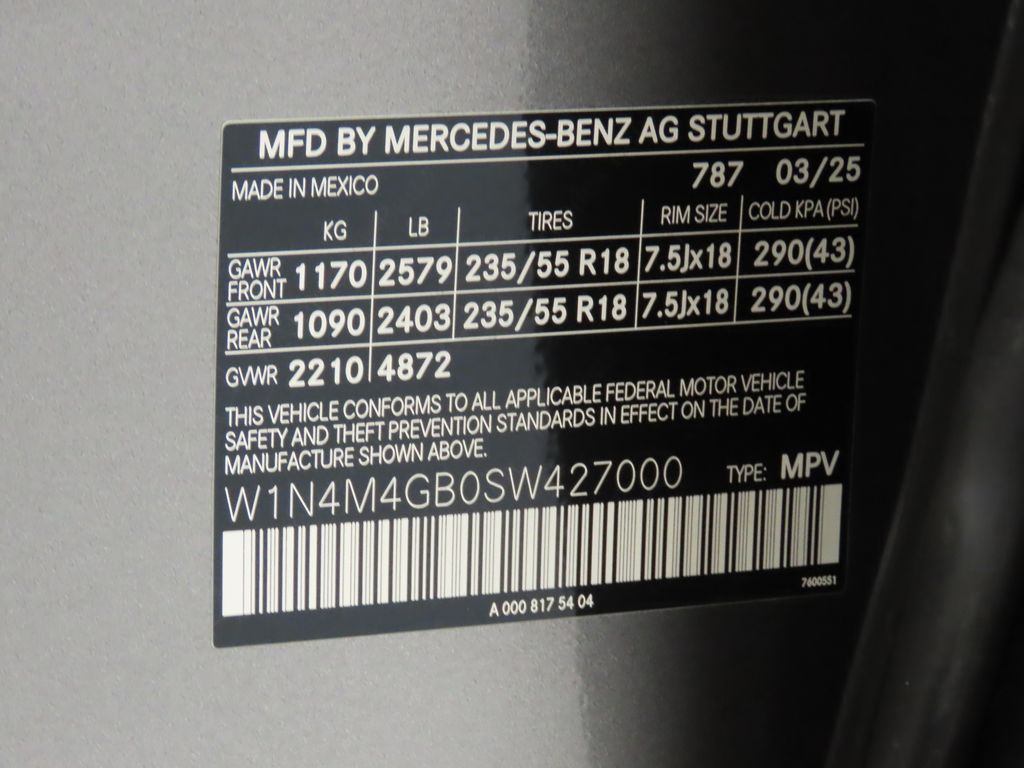 MFD BY MERCEDES-BENZ AG STUTTGART
MADE IN MEXICO 787 03/25
KG LB TIRES RIM SIZE COLD KPA (PSI)
GAWR FRONT 1170 2579 235/55 R18 7.5Jx18 290(43)
GAWR REAR 1090 2403 235/55 R18 7.5Jx18 290(43)
GVWR 2210 4872
THIS VEHICLE CONFORMS TO ALL APPLICABLE FEDERAL MOTOR VEHICLE
SAFETY AND THEFT PREVENTION STANDARDS IN EFFECT ON THE DATE OF
MANUFACTURE SHOWN ABOVE.
W1N4M4GB0SW427000 TYPE: MPV
7600551
A 000 817 54 04